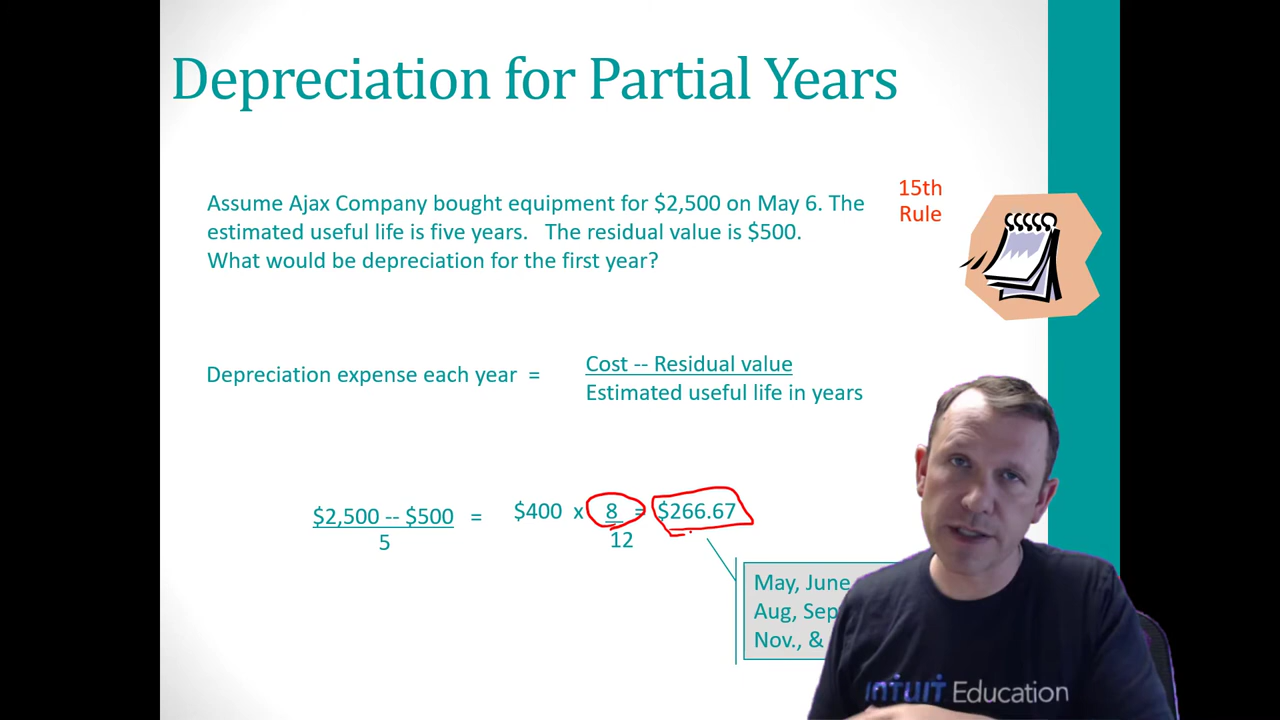 Depreciation for Partial Years
Assume Ajax Company bought equipment for $2,500 on May 6. The
estimated useful life is five years. The residual value is $500.
What would be depreciation for the first year?
15th
Rule
Depreciation expense each year =
Cost -- Residual value
Estimated useful life in years
$2,500 -- $500 = $400 x 8 = $266.67
5 12
May, June
Aug, Sep
Nov., &
INTUIT Education